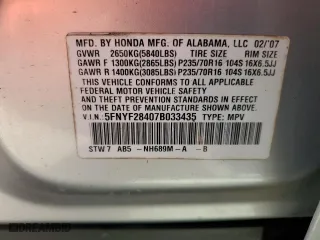 MFD. BY HONDA MFG. OF ALABAMA, LLC 02/'07
GVWR 2650KG(5840LBS) TIRE SIZE RIM SIZE
GAWR F 1300KG(2865LBS) P235/70R16 104S 16X6.5JJ
GAWR R 1400KG(3085LBS) P235/70R16 104S 16X6.5JJ
THIS VEHICLE CONFORMS TO ALL APPLICABLE
FEDERAL MOTOR VEHICLE SAFETY STANDARDS
IN EFFECT ON THE DATE OF MANUFACTURE
SHOWN ABOVE.
V.I.N: 5FNYF28407B033435 TYPE: MPV
STW7 AB5 -NH689M-A -B